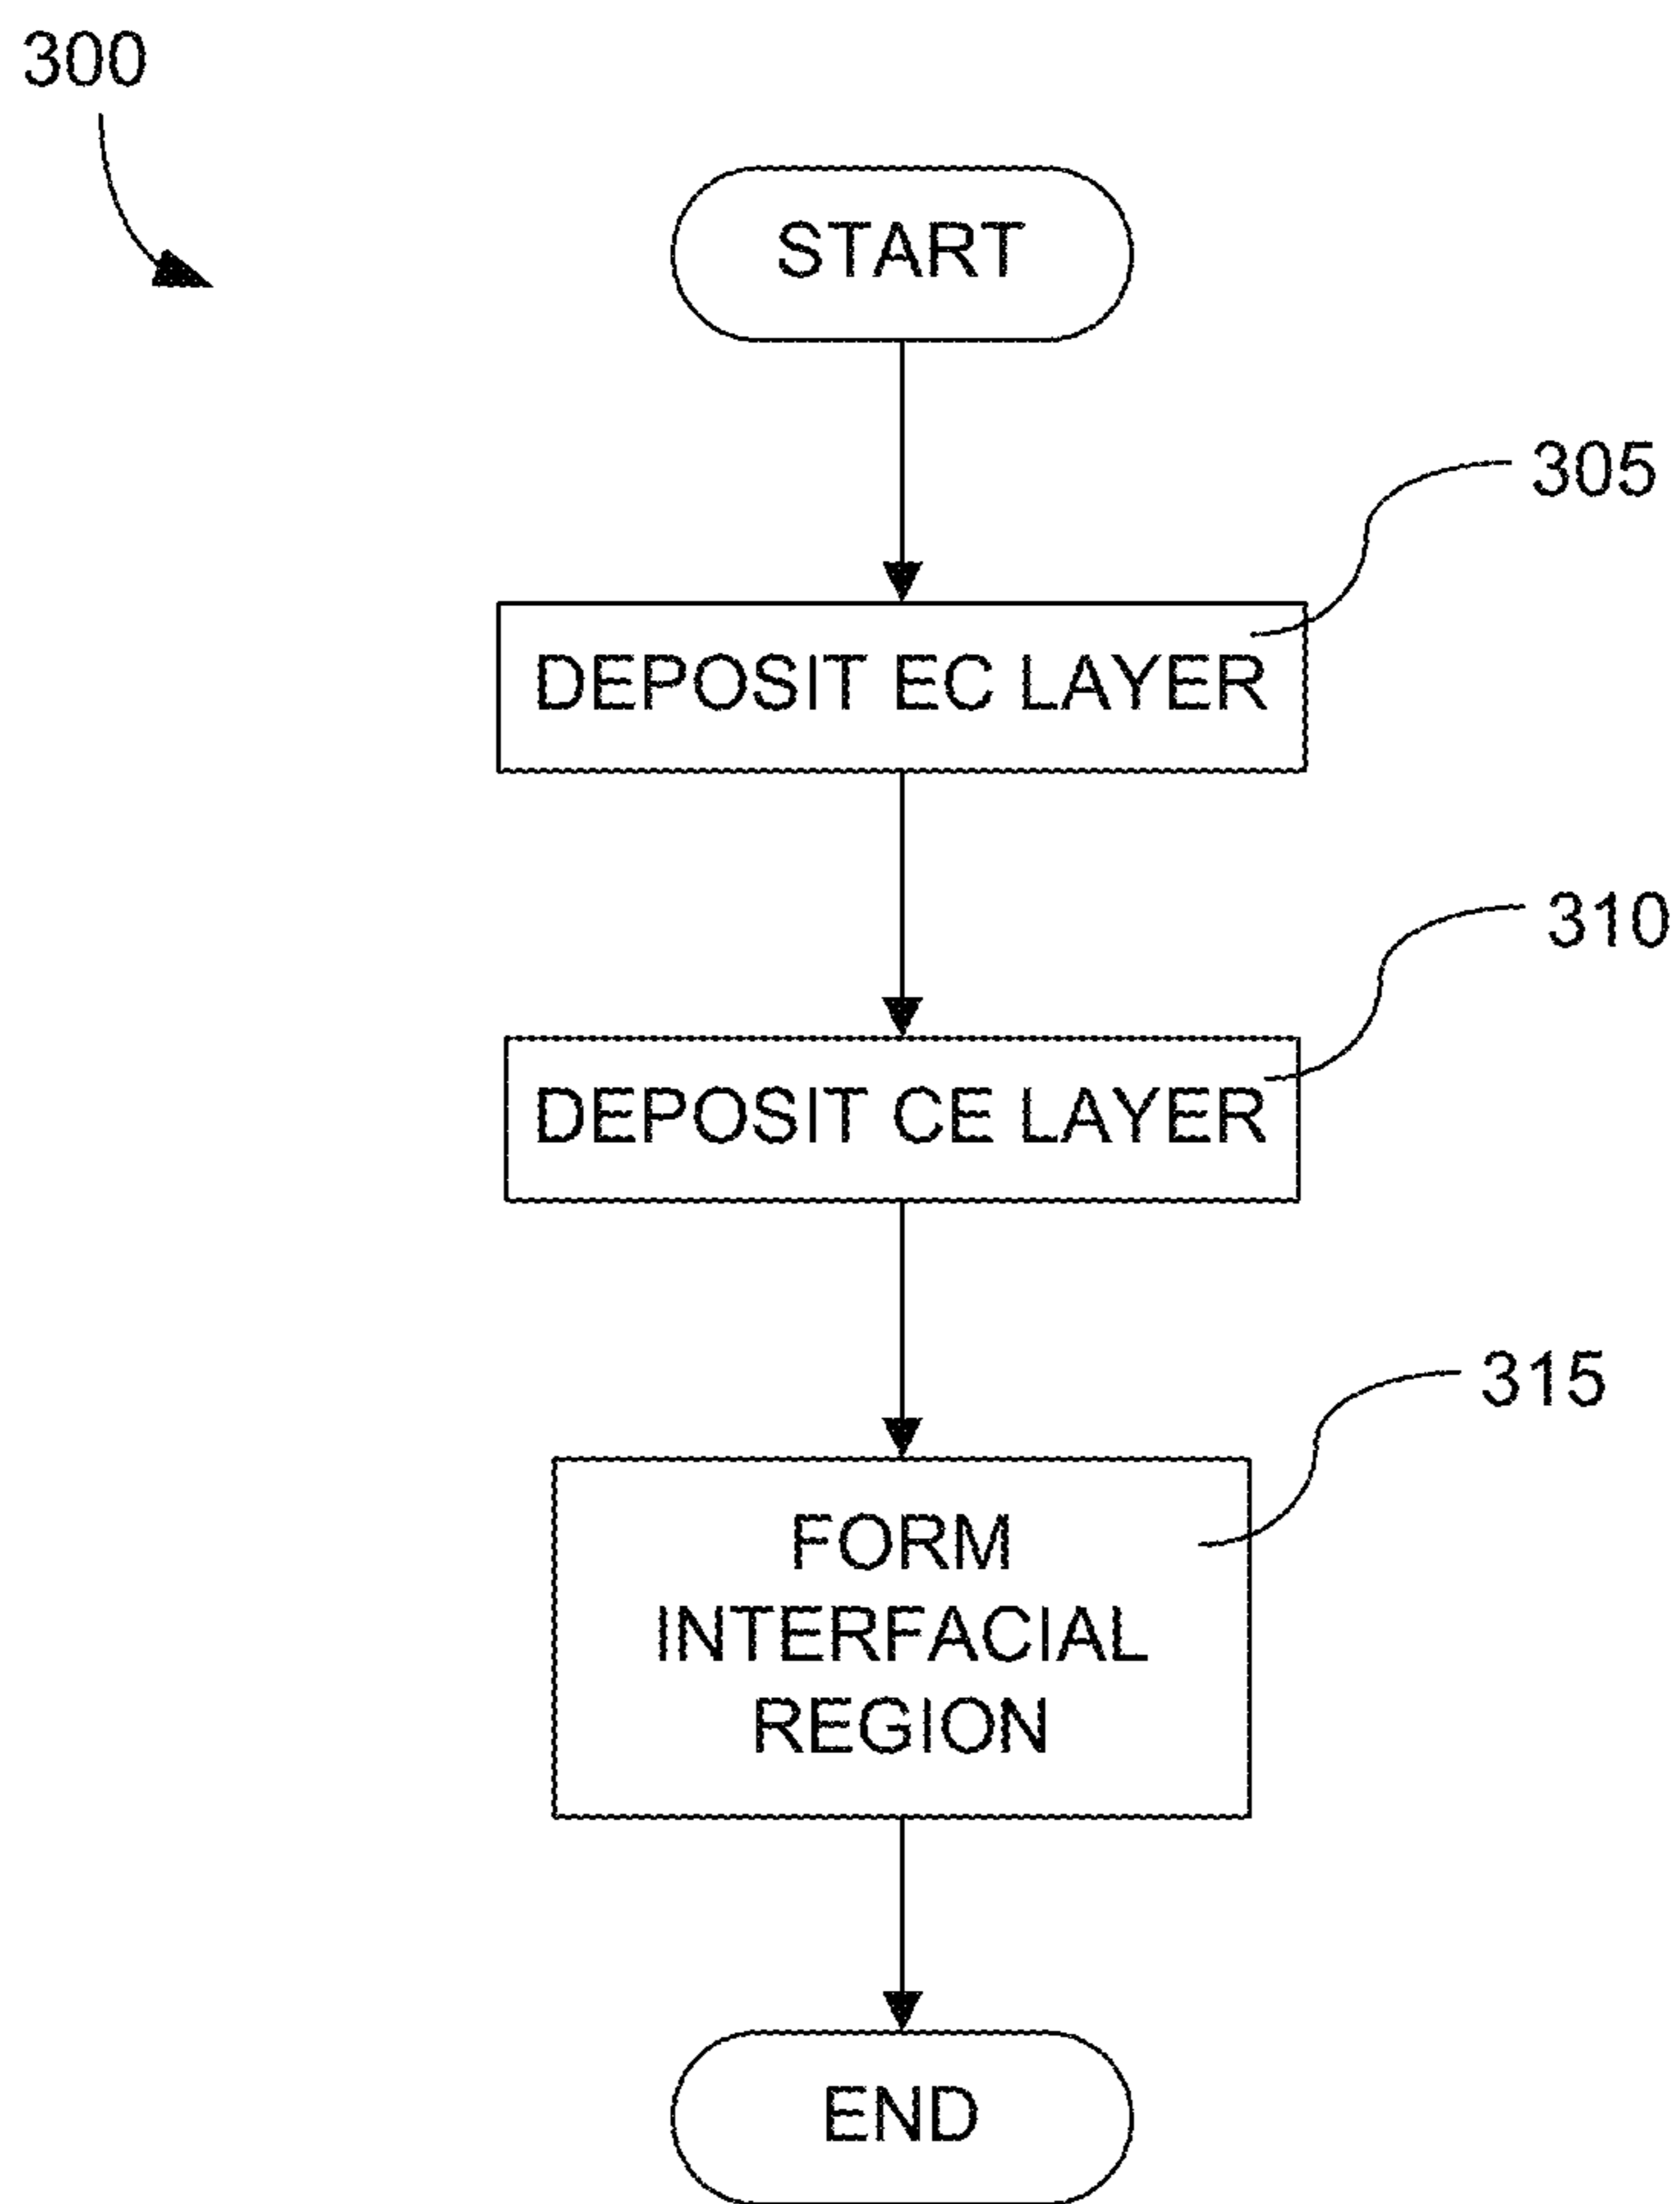 300
START
305
DEPOSIT EC LAYER
310
DEPOSIT CE LAYER
315
FORM
INTERFACIAL
REGION
END